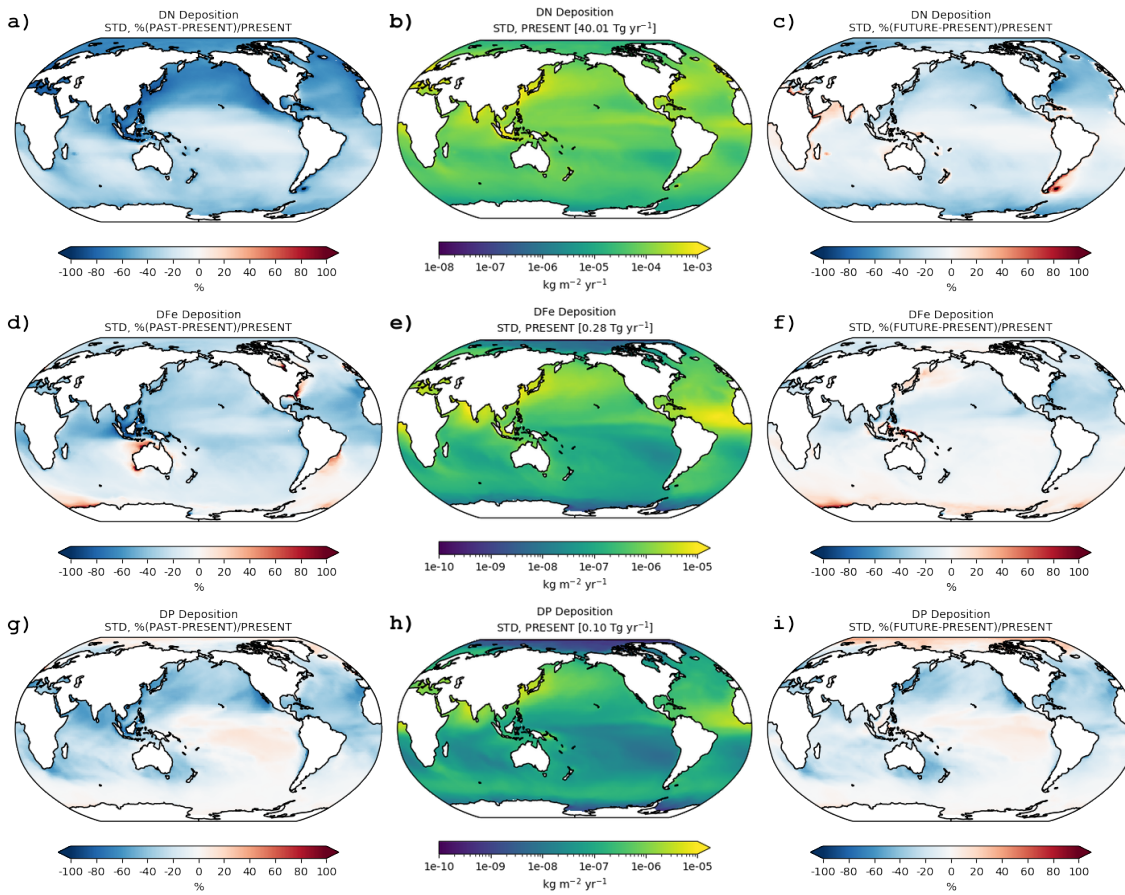 a)
DN Deposition
STD, %(PAST-PRESENT)/PRESENT
-100 -80 -60 -40 -20 0 20 40 60 80 100
%
b)
DN Deposition
STD, PRESENT [40.01 Tg yr⁻¹]
1e-08 1e-07 1e-06 1e-05 1e-04 1e-03
kg m⁻² yr⁻¹
c)
DN Deposition
STD, %(FUTURE-PRESENT)/PRESENT
-100 -80 -60 -40 -20 0 20 40 60 80 100
%
d)
DFe Deposition
STD, %(PAST-PRESENT)/PRESENT
-100 -80 -60 -40 -20 0 20 40 60 80 100
%
e)
DFe Deposition
STD, PRESENT [0.28 Tg yr⁻¹]
1e-10 1e-09 1e-08 1e-07 1e-06 1e-05
kg m⁻² yr⁻¹
f)
DFe Deposition
STD, %(FUTURE-PRESENT)/PRESENT
-100 -80 -60 -40 -20 0 20 40 60 80 100
%
g)
DP Deposition
STD, %(PAST-PRESENT)/PRESENT
-100 -80 -60 -40 -20 0 20 40 60 80 100
%
h)
DP Deposition
STD, PRESENT [0.10 Tg yr⁻¹]
1e-10 1e-09 1e-08 1e-07 1e-06 1e-05
kg m⁻² yr⁻¹
i)
DP Deposition
STD, %(FUTURE-PRESENT)/PRESENT
-100 -80 -60 -40 -20 0 20 40 60 80 100
%